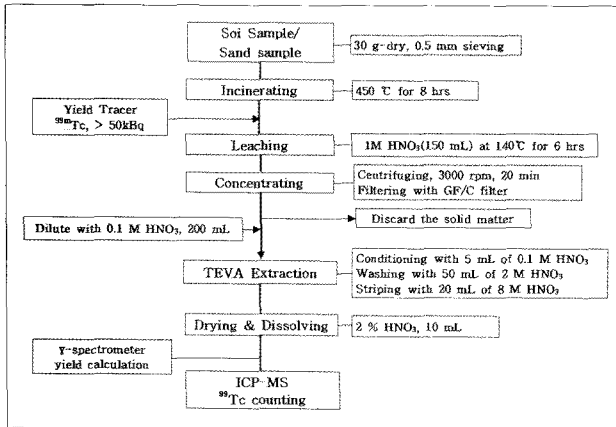 Soi Sample/
Sand sample
30 g-dry, 0.5 mm sieving
Incinerating
450 ℃ for 8 hrs
Yield Tracer
⁹⁹ᵐTc, > 50kBq
Leaching
1M HNO₃(150 mL) at 140℃ for 6 hrs
Concentrating
Centrifuging, 3000 rpm, 20 min
Filtering with GF/C filter
Discard the solid matter
Dilute with 0.1 M HNO₃, 200 mL
TEVA Extraction
Conditioning with 5 mL of 0.1 M HNO₃
Washing with 50 mL of 2 M HNO₃
Striping with 20 mL of 8 M HNO₃
Drying & Dissolving
2 % HNO₃, 10 mL
γ-spectrometer
yield calculation
ICP-MS
⁹⁹Tc counting